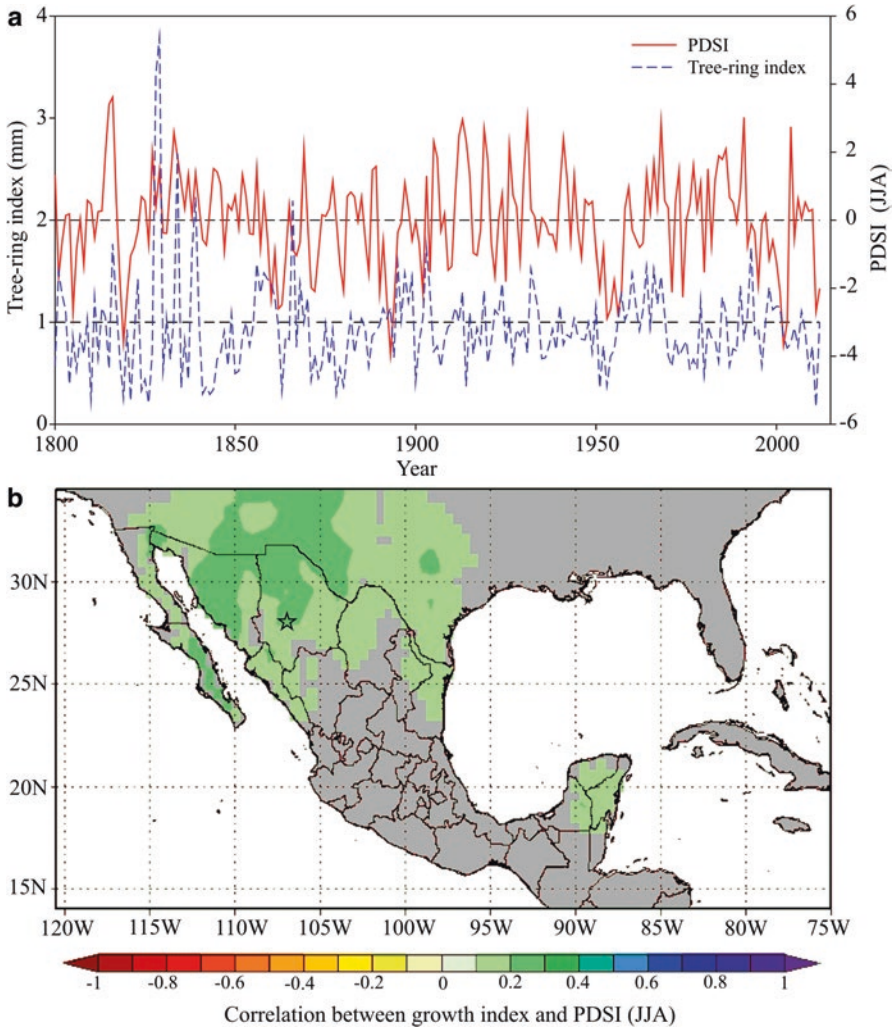 a
4
6
PDSI
Tree-ring index
4
3
2
Tree-ring index (mm)
2
0
PDSI (JJA)
-2
1
-4
0
-6
1800
1850
1900
1950
2000
Year
b
30N
25N
20N
15N
120W 115W 110W 105W 100W 95W 90W 85W 80W 75W
-1 -0.8 -0.6 -0.4 -0.2 0 0.2 0.4 0.6 0.8 1
Correlation between growth index and PDSI (JJA)